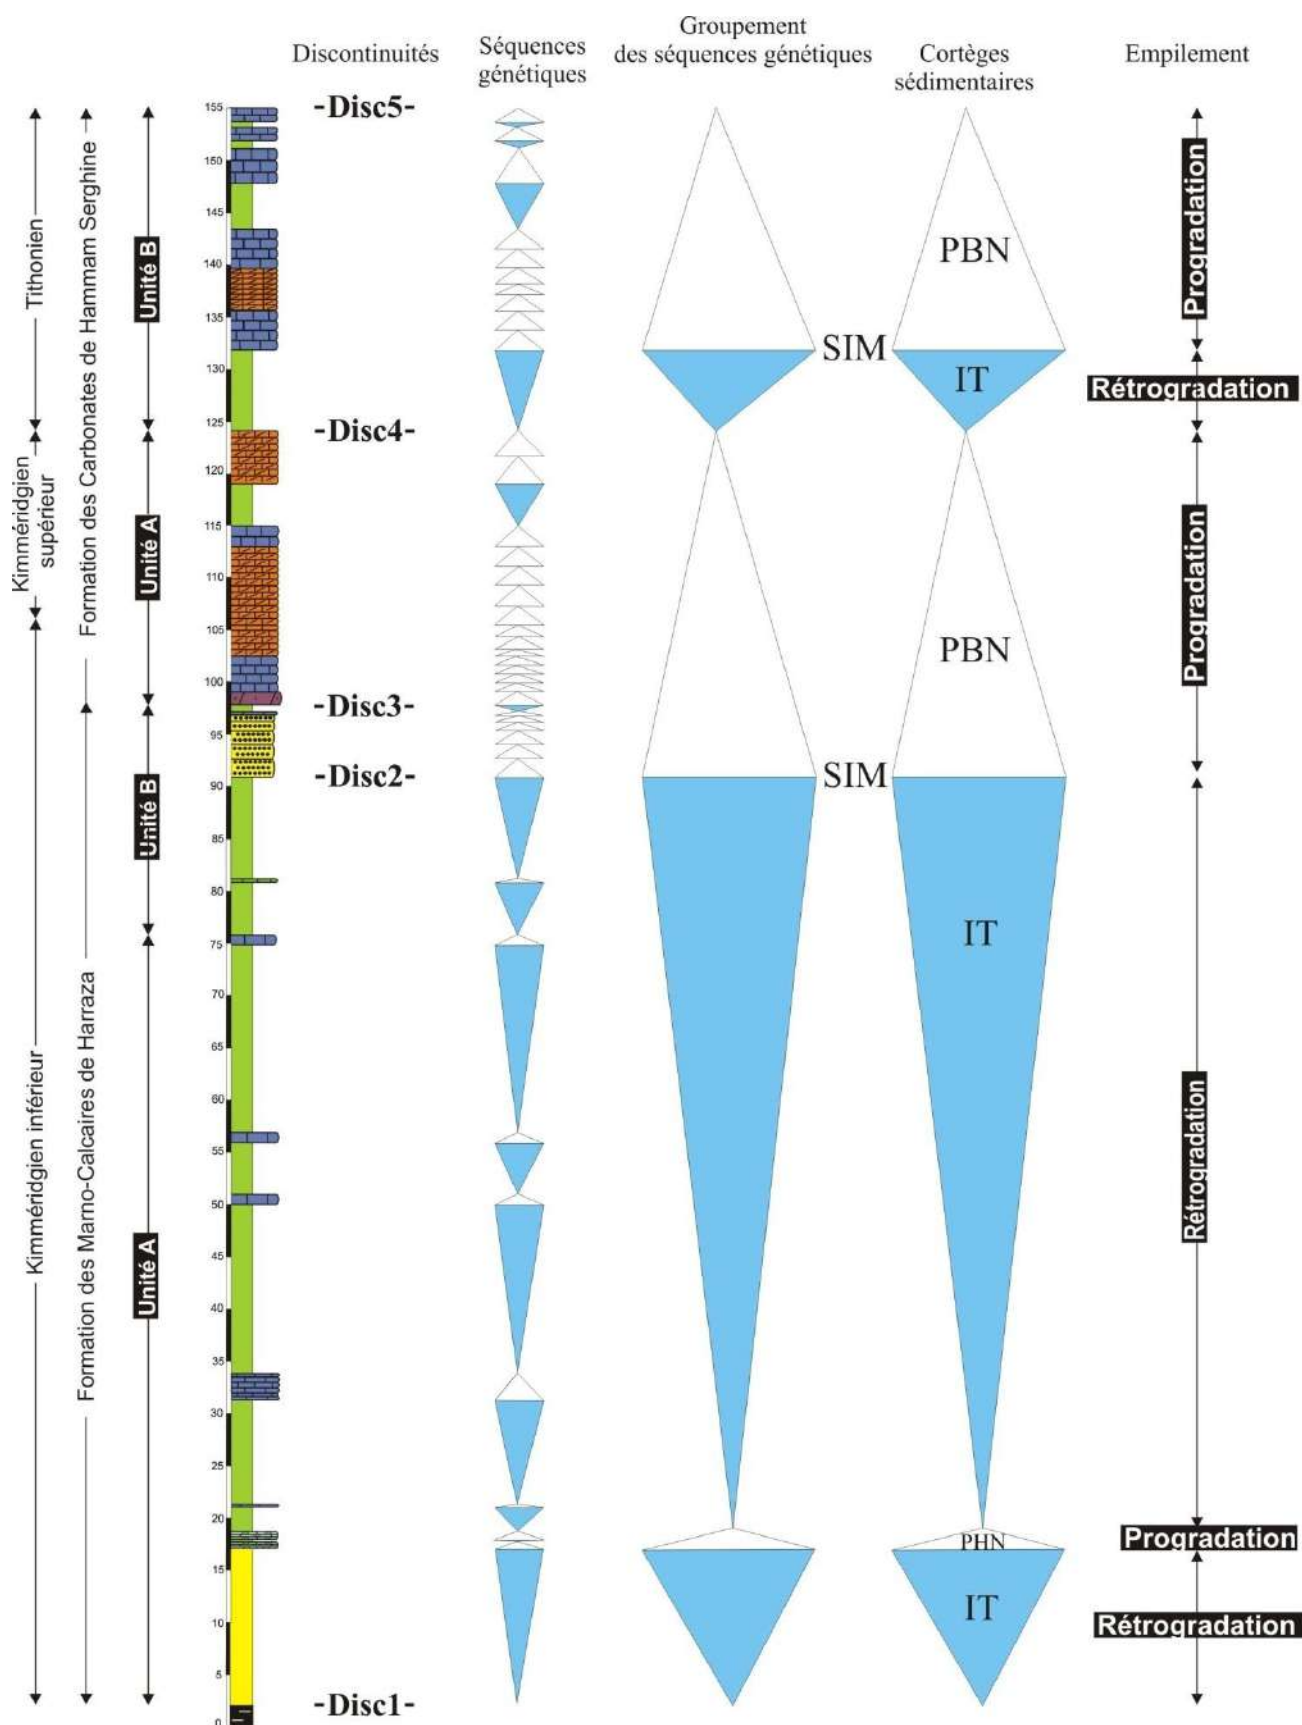 Discontinuités
Séquences
génétiques
Groupement
des séquences génétiques
Cortèges
sédimentaires
Empilement
Tithonien
Kimméridgien
supérieur
Kimméridgien inférieur
Formation des Carbonates de Hammam Serghine
Formation des Marno-Calcaires de Harraza
Unité B
Unité A
Unité B
Unité A
155
150
145
140
135
130
125
120
115
110
105
100
95
90
85
80
75
70
65
60
55
50
45
40
35
30
25
20
15
10
5
0
-Disc5-
-Disc4-
-Disc3-
-Disc2-
-Disc1-
SIM
SIM
PBN
IT
PBN
IT
PHN
IT
Progradation
Rétrogradation
Progradation
Rétrogradation
Progradation
Rétrogradation